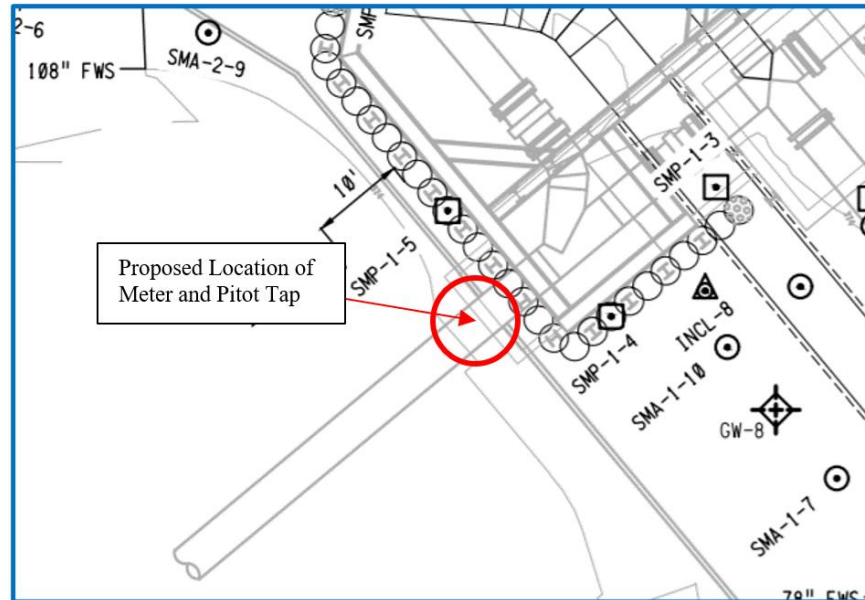 2-6
SMA-2-9
108" FWS
SMP
10'
SMP-1-5
Proposed Location of
Meter and Pitot Tap
SMP-1-3
SMP-1-4
INCL-8
SMA-1-10
GW-8
SMA-1-7
78" FWS